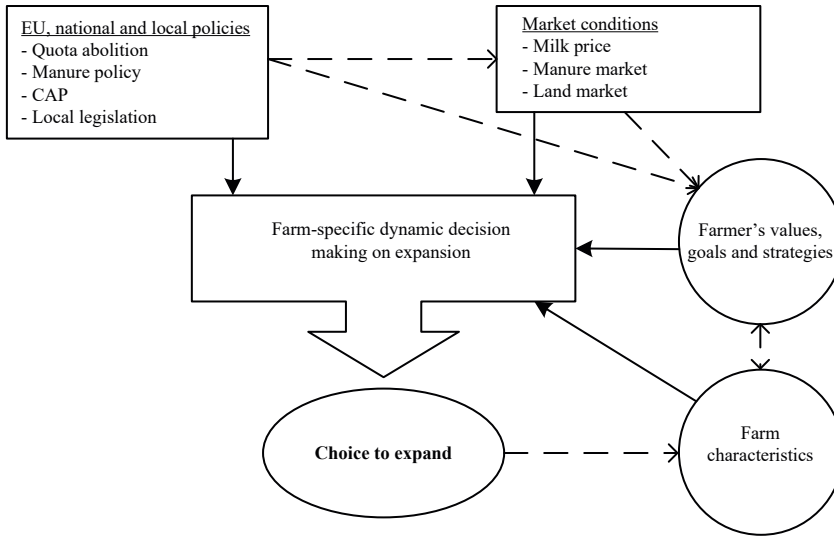 EU, national and local policies
- Quota abolition
- Manure policy
- CAP
- Local legislation
Market conditions
- Milk price
- Manure market
- Land market
Farm-specific dynamic decision
making on expansion
Farmer’s values,
goals and strategies
Choice to expand
Farm
characteristics